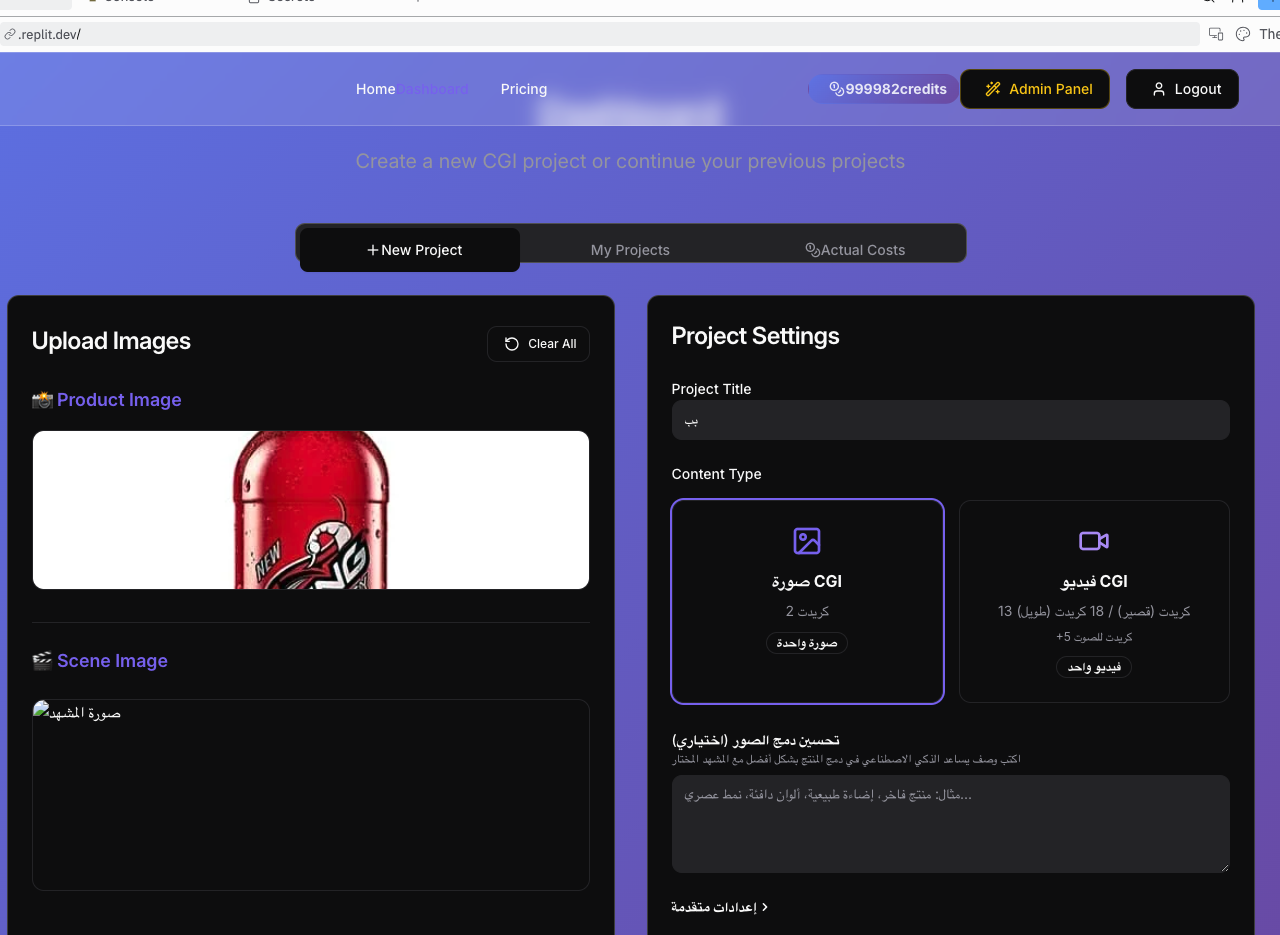 .replit.dev/
The
Home Dashboard Pricing
999982credits
Admin Panel
Logout
Dashboard
Create a new CGI project or continue your previous projects
New Project
My Projects
Actual Costs
Upload Images
Clear All
📸 Product Image
NEW
🎬 Scene Image
صورة المشهد
Project Settings
Project Title
بب
Content Type
CGI صورة
2 كريدت
صورة واحدة
CGI فيديو
13 كريدت (قصير) / 18 كريدت (طويل)
+5 كريدت للصوت
فيديو واحد
تحسين دمج الصور (اختياري)
اكتب وصف يساعد الذكي الاصطناعي في دمج المنتج بشكل أفضل مع المشهد المختار
مثال: منتج فاخر، إضاءة طبيعية، ألوان دافئة، نمط عصري...
إعدادات متقدمة